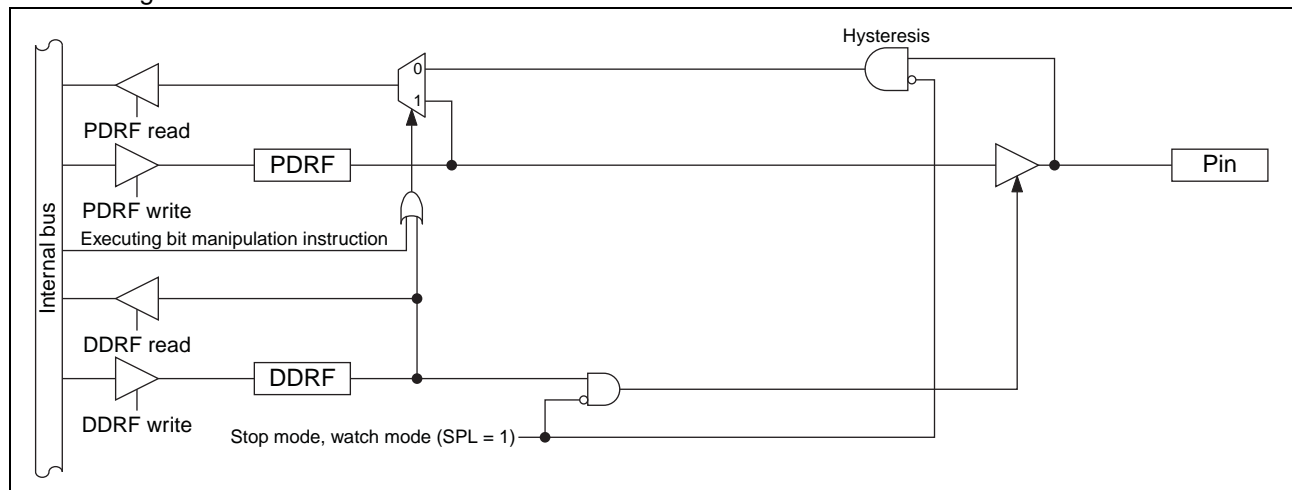 Hysteresis
0
1
PDRF read
PDRF
Pin
PDRF write
Executing bit manipulation instruction
Internal bus
DDRF read
DDRF
DDRF write
Stop mode, watch mode (SPL = 1)